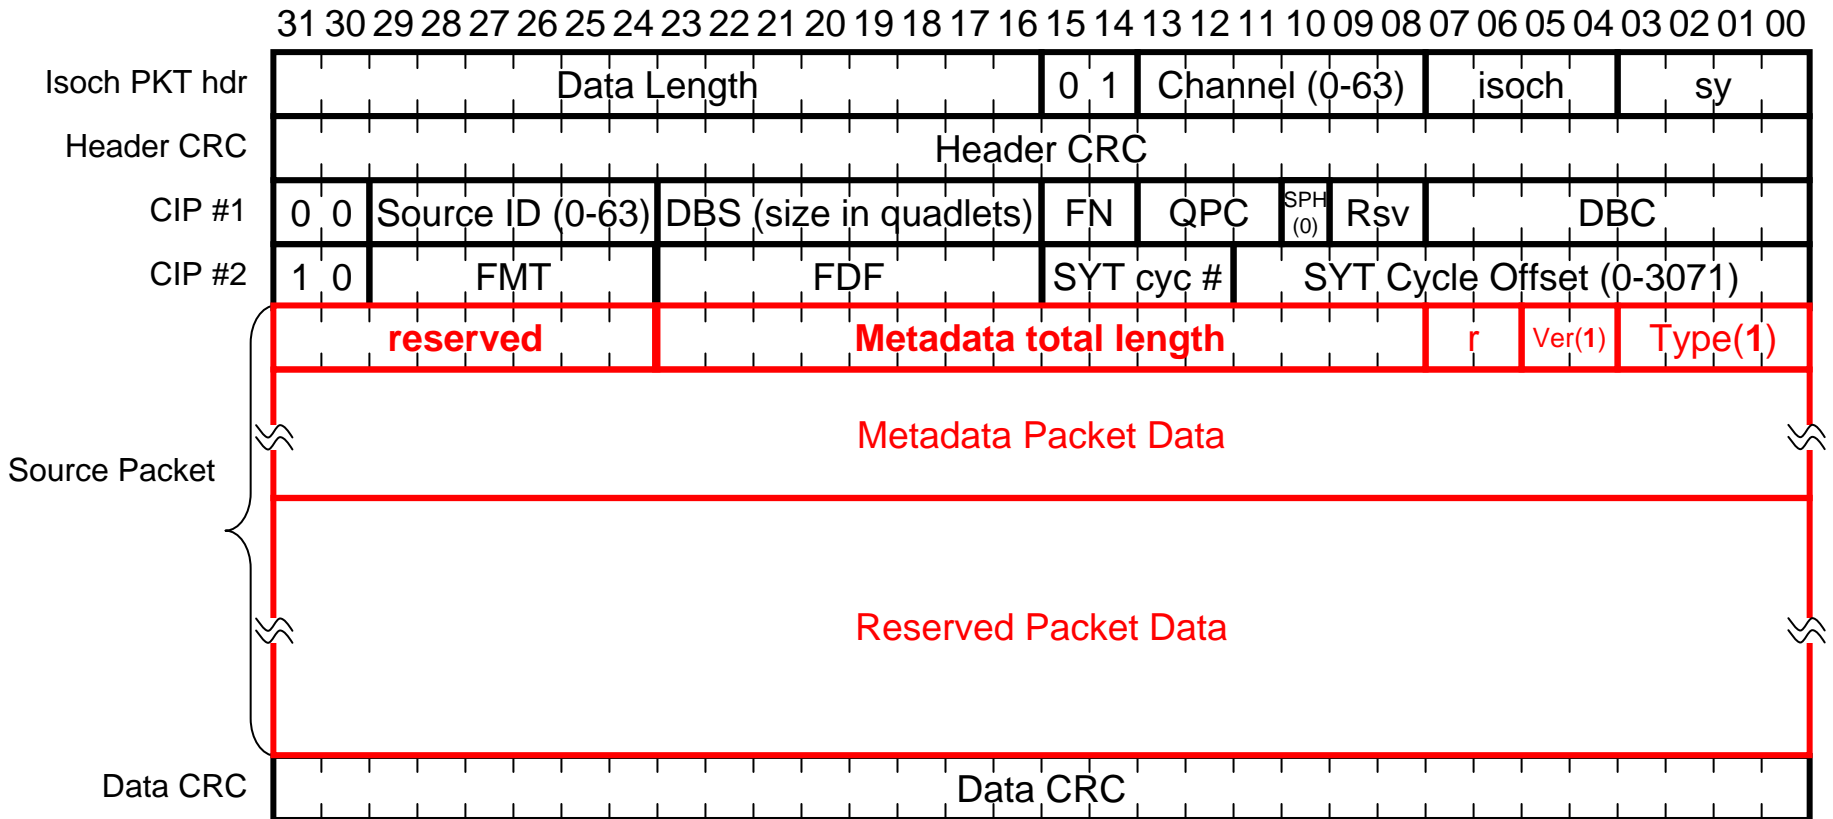 31 30 29 28 27 26 25 24 23 22 21 20 19 18 17 16 15 14 13 12 11 10 09 08 07 06 05 04 03 02 01 00
Isoch PKT hdr Data Length 0 1 Channel (0-63) isoch sy
Header CRC Header CRC
CIP #1 0 0 Source ID (0-63) DBS (size in quadlets) FN QPC SPH (0) Rsv DBC
CIP #2 1 0 FMT FDF SYT cyc # SYT Cycle Offset (0-3071)
reserved Metadata total length r Ver(1) Type(1)
Metadata Packet Data
Source Packet
Reserved Packet Data
Data CRC Data CRC